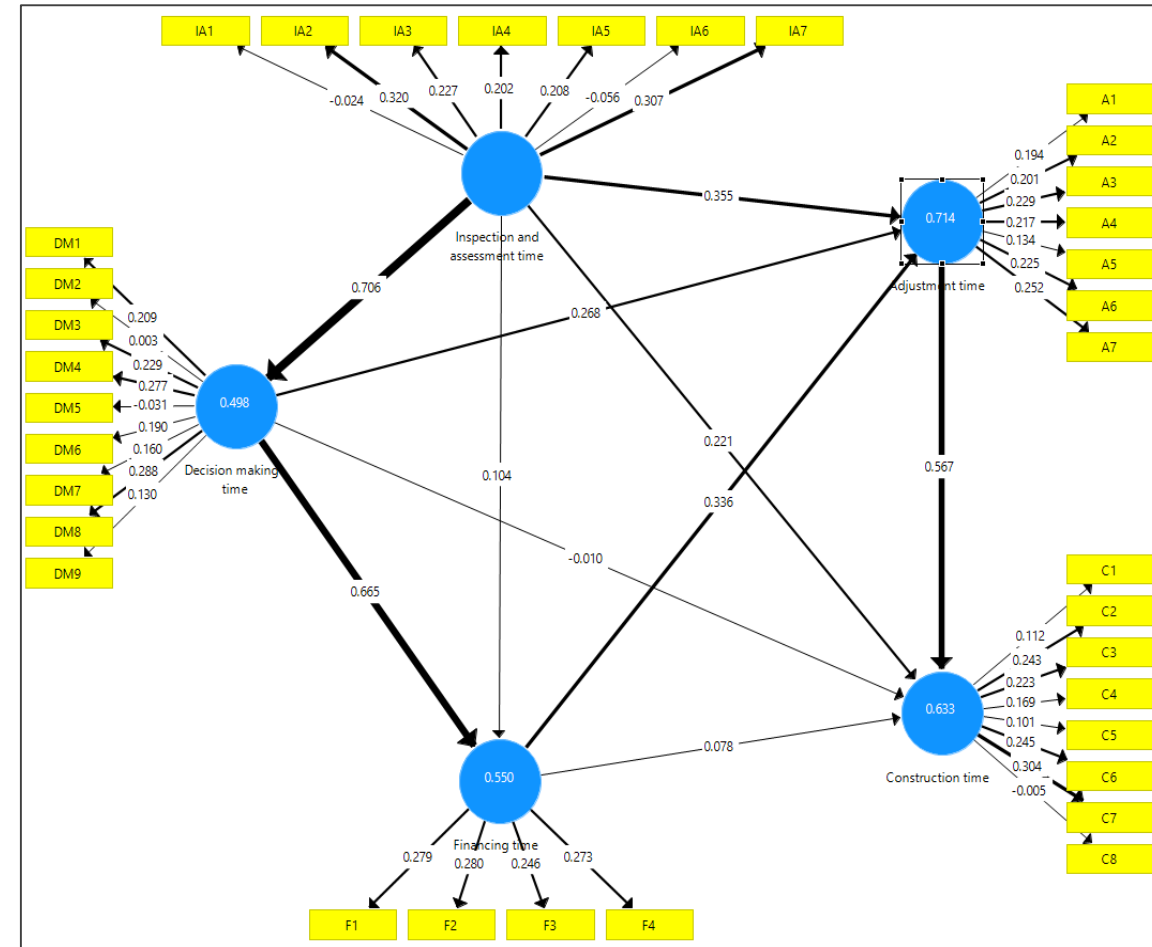 IA1 IA2 IA3 IA4 IA5 IA6 IA7
-0.024 0.320 0.227 0.202 0.208 -0.056 0.307
Inspection and
assessment time
A1
A2
A3
A4
A5
A6
A7
0.194
0.201
0.229
0.217
0.134
0.225
0.252
0.714
Adjustment time
0.355
0.706
0.268
DM1
DM2
DM3
DM4
DM5
DM6
DM7
DM8
DM9
0.209
0.003
0.229
0.277
-0.031
0.190
0.160
0.288
0.130
0.498
Decision making
time
0.221
0.104
0.336
0.567
-0.010
0.665
0.078
C1
C2
C3
C4
C5
C6
C7
C8
0.112
0.243
0.223
0.169
0.101
0.245
0.304
-0.005
0.633
Construction time
0.550
Financing time
0.279 0.280 0.246 0.273
F1 F2 F3 F4